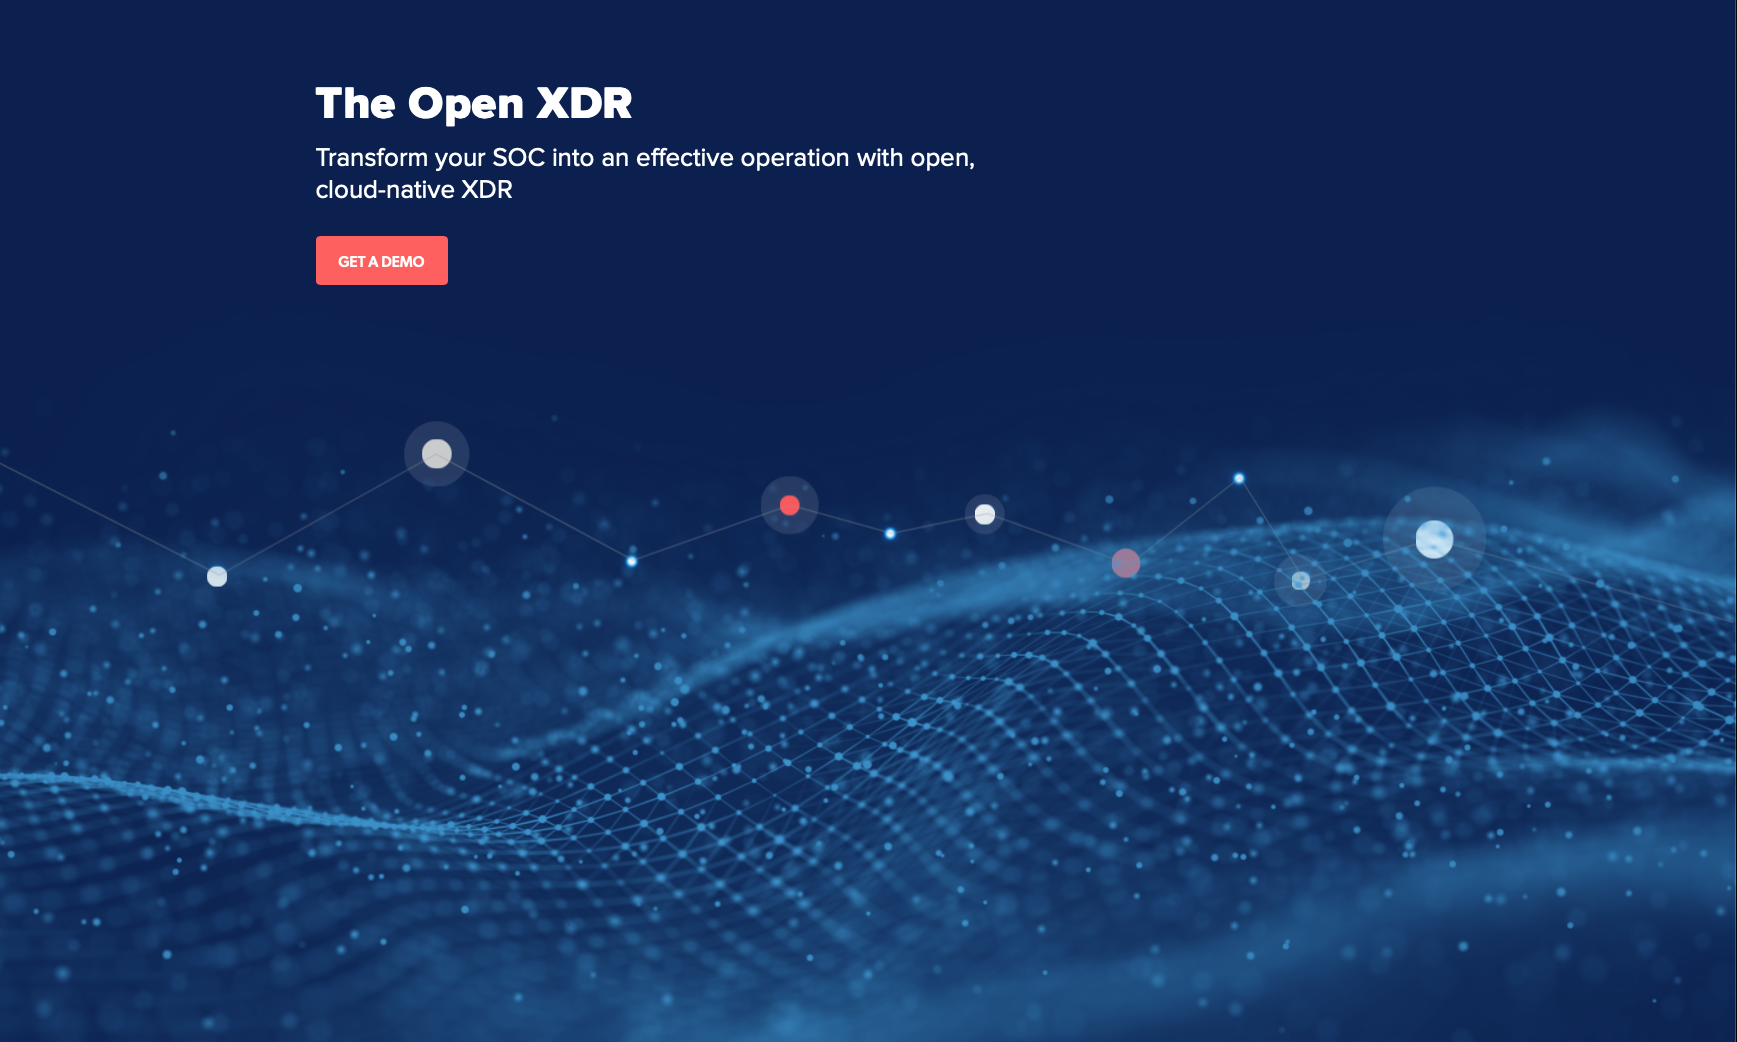 The Open XDR
Transform your SOC into an effective operation with open,
cloud-native XDR
GET A DEMO